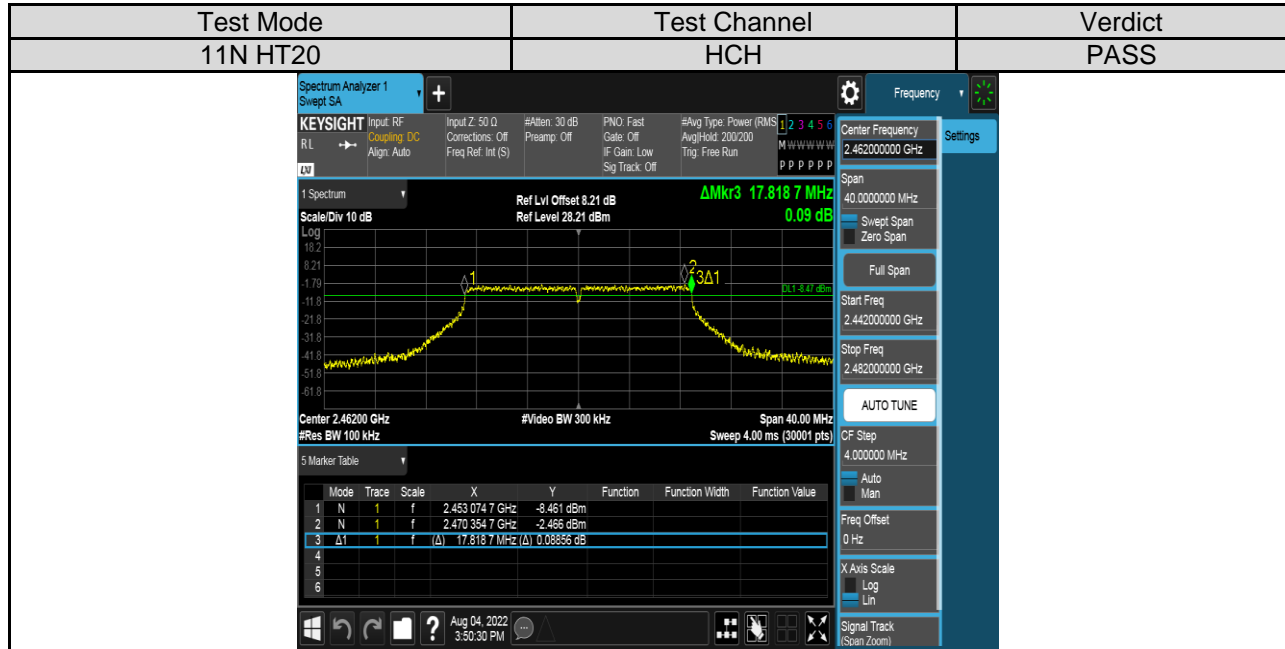 Test Mode Test Channel Verdict
11N HT20 HCH PASS
Spectrum Analyzer 1
Swept SA
+
Frequency
KEYSIGHT Input: RF Input Z: 50 Ω #Atten: 30 dB PNO: Fast #Avg Type: Power (RMS 1 2 3 4 5 6
RL Coupling: DC Corrections: Off Preamp: Off Gate: Off Avg|Hold: 200/200 M W W W W W
Align: Auto Freq Ref: Int (S) IF Gain: Low Trig: Free Run
Sig Track: Off P P P P P P
LXI
1 Spectrum
Ref Lvl Offset 8.21 dB
ΔMkr3 17.818 7 MHz
Scale/Div 10 dB Ref Level 28.21 dBm 0.09 dB
Log
18.2
8.21
-1.79
-11.8
-21.8
-31.8
-41.8
-51.8
-61.8
1
2
3Δ1
DL1 -8.47 dBm
Center 2.46200 GHz #Video BW 300 kHz Span 40.00 MHz
#Res BW 100 kHz Sweep 4.00 ms (30001 pts)
5 Marker Table
Mode Trace Scale X Y Function Function Width Function Value
1 N 1 f 2.453 074 7 GHz -8.461 dBm
2 N 1 f 2.470 354 7 GHz -2.466 dBm
3 Δ1 1 f (Δ) 17.818 7 MHz (Δ) 0.08856 dB
4
5
6
Aug 04, 2022
3:50:30 PM
?
Center Frequency
2.462000000 GHz
Settings
Span
40.0000000 MHz
Swept Span
Zero Span
Full Span
Start Freq
2.442000000 GHz
Stop Freq
2.482000000 GHz
AUTO TUNE
CF Step
4.000000 MHz
Auto
Man
Freq Offset
0 Hz
X Axis Scale
Log
Lin
Signal Track
(Span Zoom)